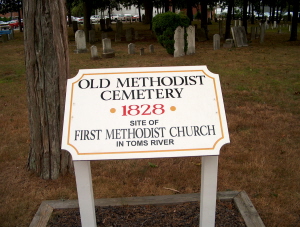 OLD METHODIST
CEMETERY
• 1828 •
SITE OF
FIRST METHODIST CHURCH
IN TOMS RIVER